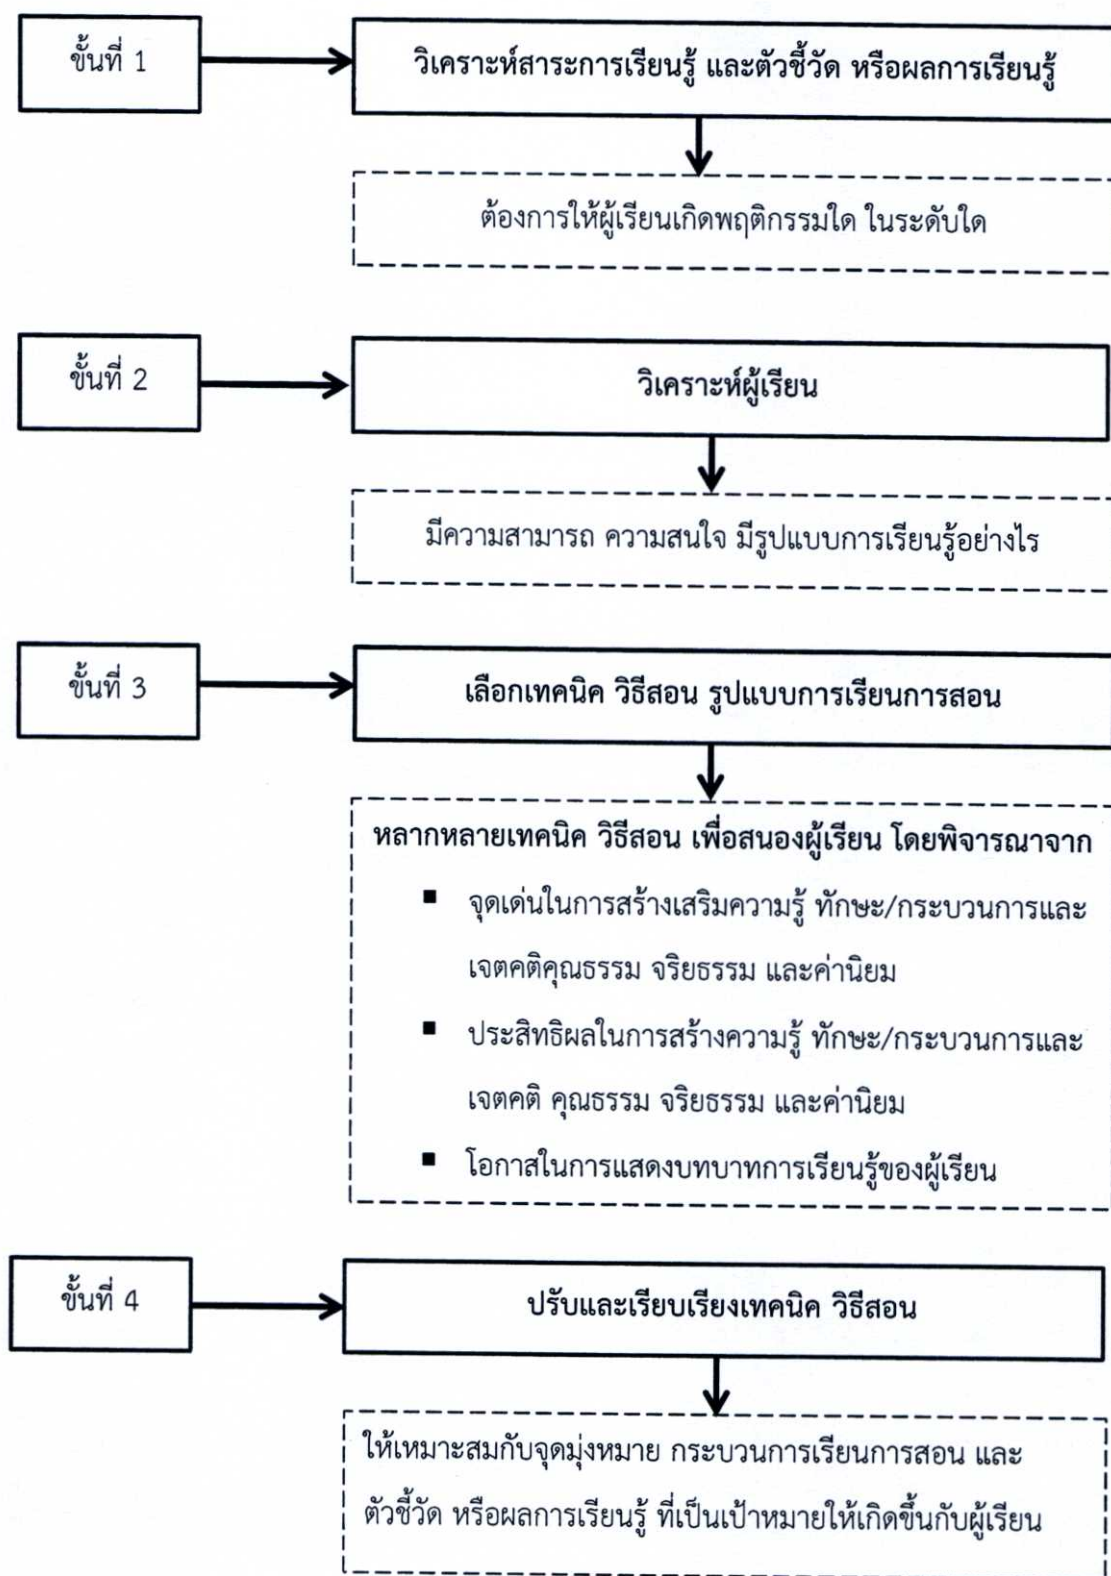 ขั้นที่ 1
วิเคราะห์สาระการเรียนรู้ และตัวชี้วัด หรือผลการเรียนรู้
ต้องการให้ผู้เรียนเกิดพฤติกรรมใด ในระดับใด
ขั้นที่ 2
วิเคราะห์ผู้เรียน
มีความสามารถ ความสนใจ มีรูปแบบการเรียนรู้อย่างไร
ขั้นที่ 3
เลือกเทคนิค วิธีสอน รูปแบบการเรียนการสอน
หลากหลายเทคนิค วิธีสอน เพื่อสนองผู้เรียน โดยพิจารณาจาก
▪ จุดเด่นในการสร้างเสริมความรู้ ทักษะ/กระบวนการและ
เจตคติคุณธรรม จริยธรรม และค่านิยม
▪ ประสิทธิผลในการสร้างความรู้ ทักษะ/กระบวนการและ
เจตคติ คุณธรรม จริยธรรม และค่านิยม
▪ โอกาสในการแสดงบทบาทการเรียนรู้ของผู้เรียน
ขั้นที่ 4
ปรับและเรียบเรียงเทคนิค วิธีสอน
ให้เหมาะสมกับจุดมุ่งหมาย กระบวนการเรียนการสอน และ
ตัวชี้วัด หรือผลการเรียนรู้ ที่เป็นเป้าหมายให้เกิดขึ้นกับผู้เรียน